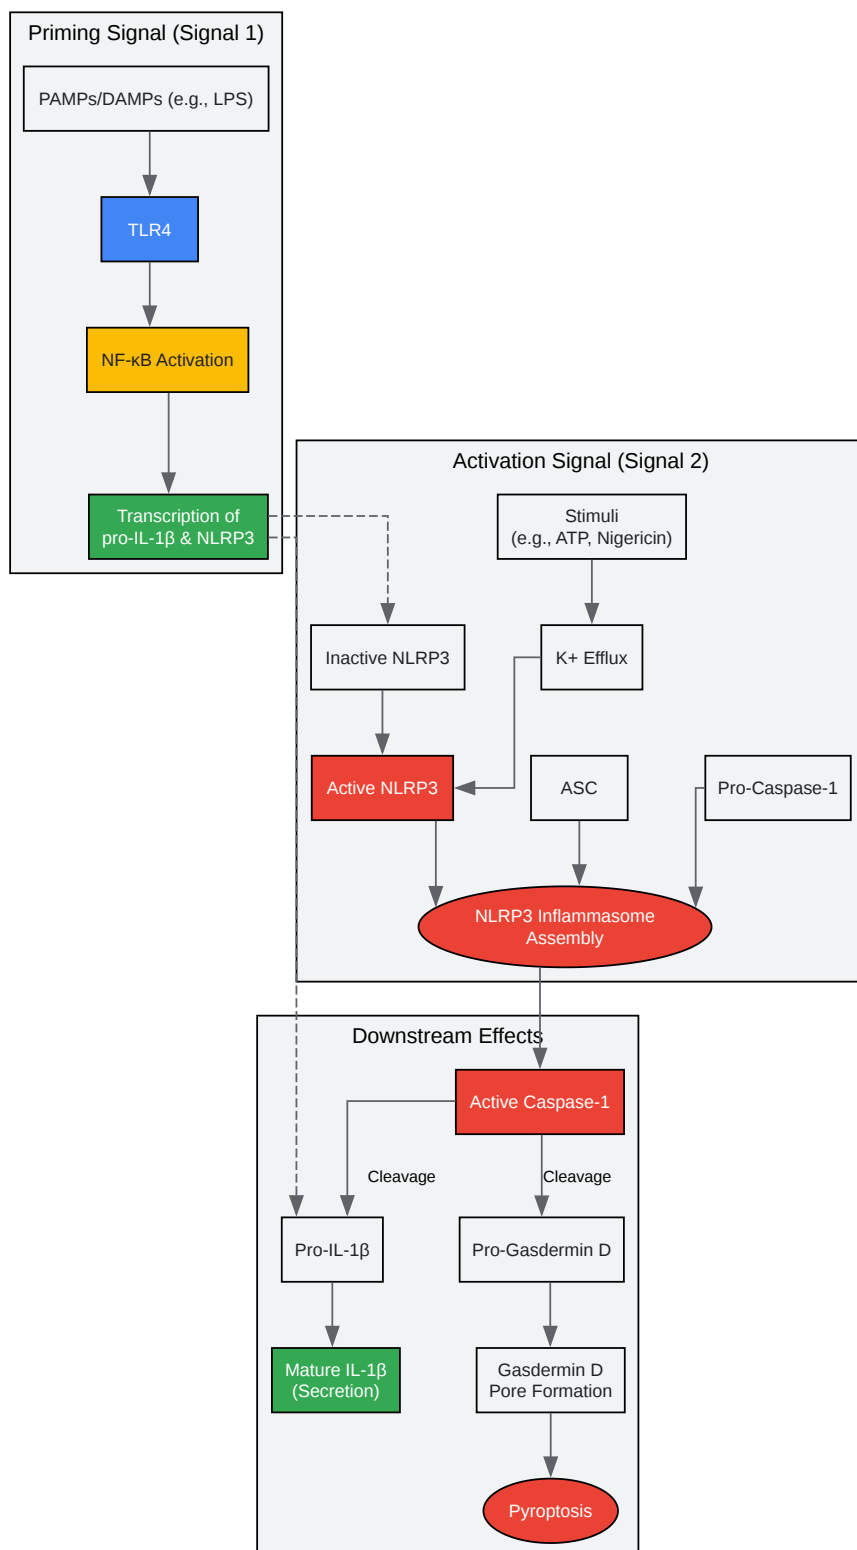 Priming Signal (Signal 1)
PAMPs/DAMPs (e.g., LPS)
TLR4
NF-κB Activation
Transcription of
pro-IL-1β & NLRP3
Activation Signal (Signal 2)
Stimuli
(e.g., ATP, Nigericin)
Inactive NLRP3
K+ Efflux
Active NLRP3
ASC
Pro-Caspase-1
NLRP3 Inflammasome
Assembly
Downstream Effects
Active Caspase-1
Cleavage
Cleavage
Pro-IL-1β
Pro-Gasdermin D
Mature IL-1β
(Secretion)
Gasdermin D
Pore Formation
Pyroptosis